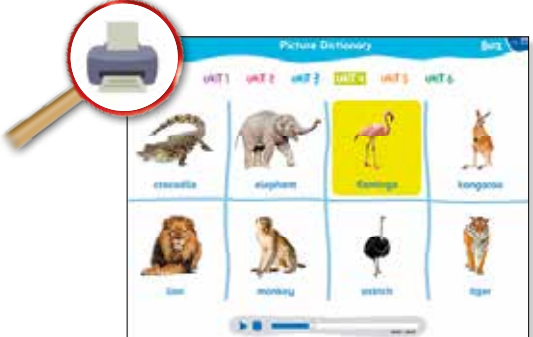 Picture Dictionary
Unit 1 Unit 2 Unit 3 Unit 4 Unit 5 Unit 6
crocodile elephant flamingo kangaroo
lion monkey ostrich tiger